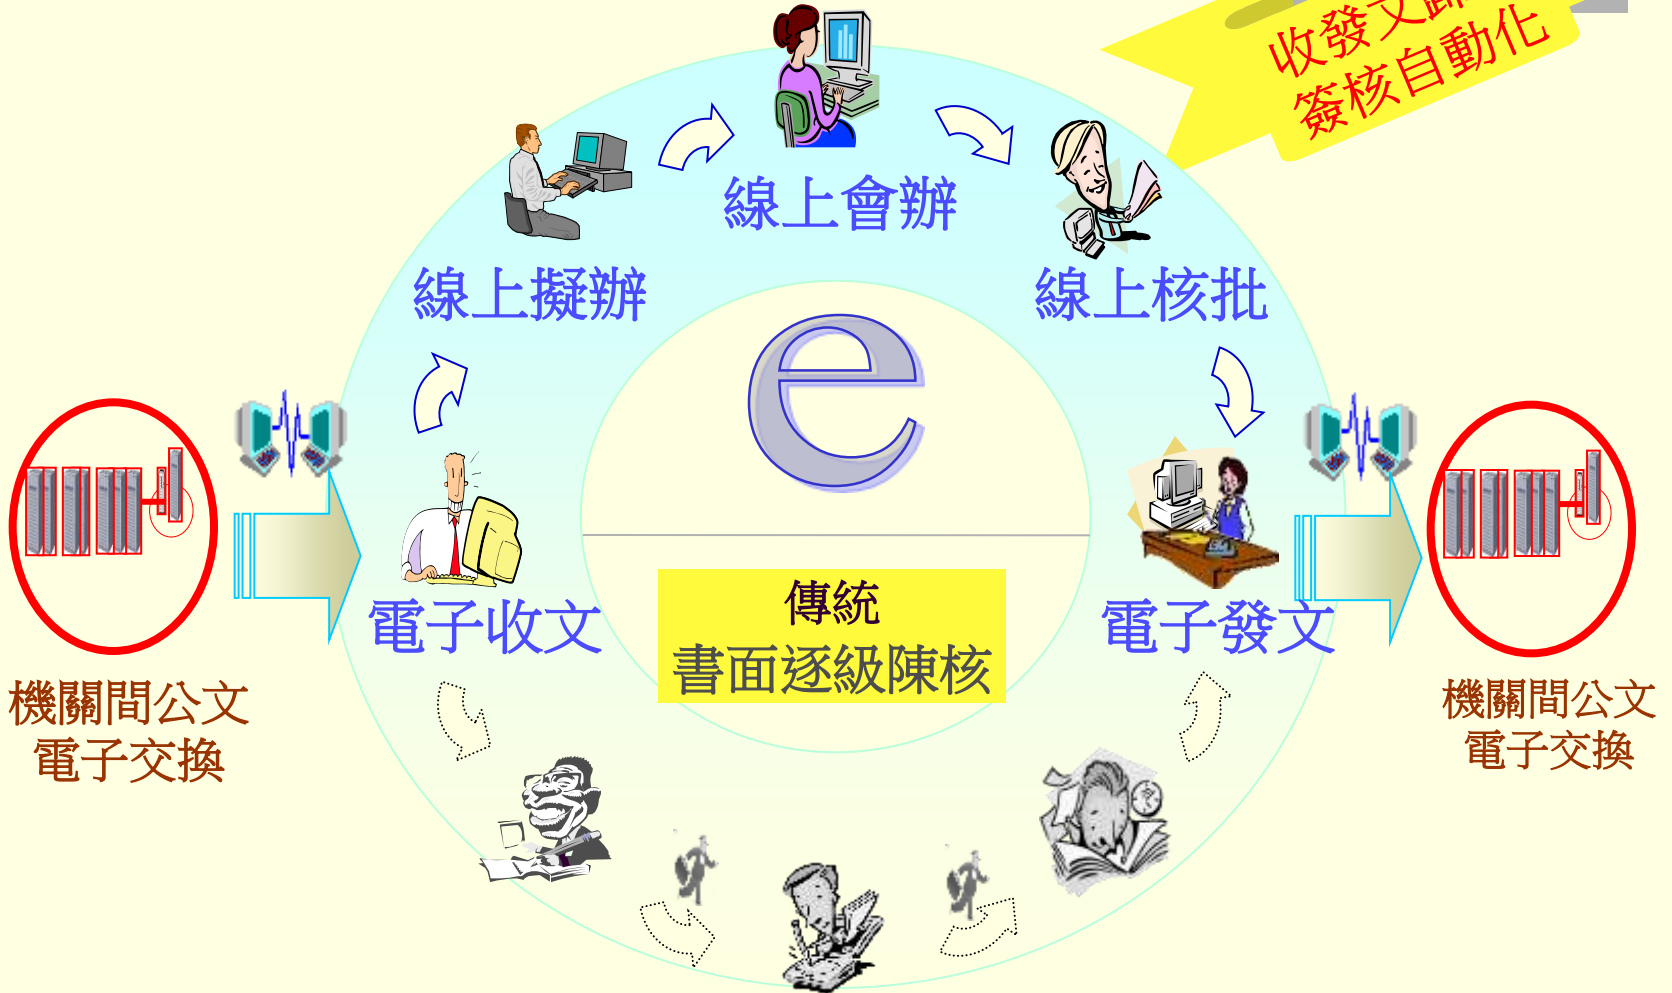 收發文歸
簽核自動化
線上會辦
線上擬辦
線上核批
e
電子收文
電子發文
傳統
書面逐級陳核
機關間公文
電子交換
機關間公文
電子交換